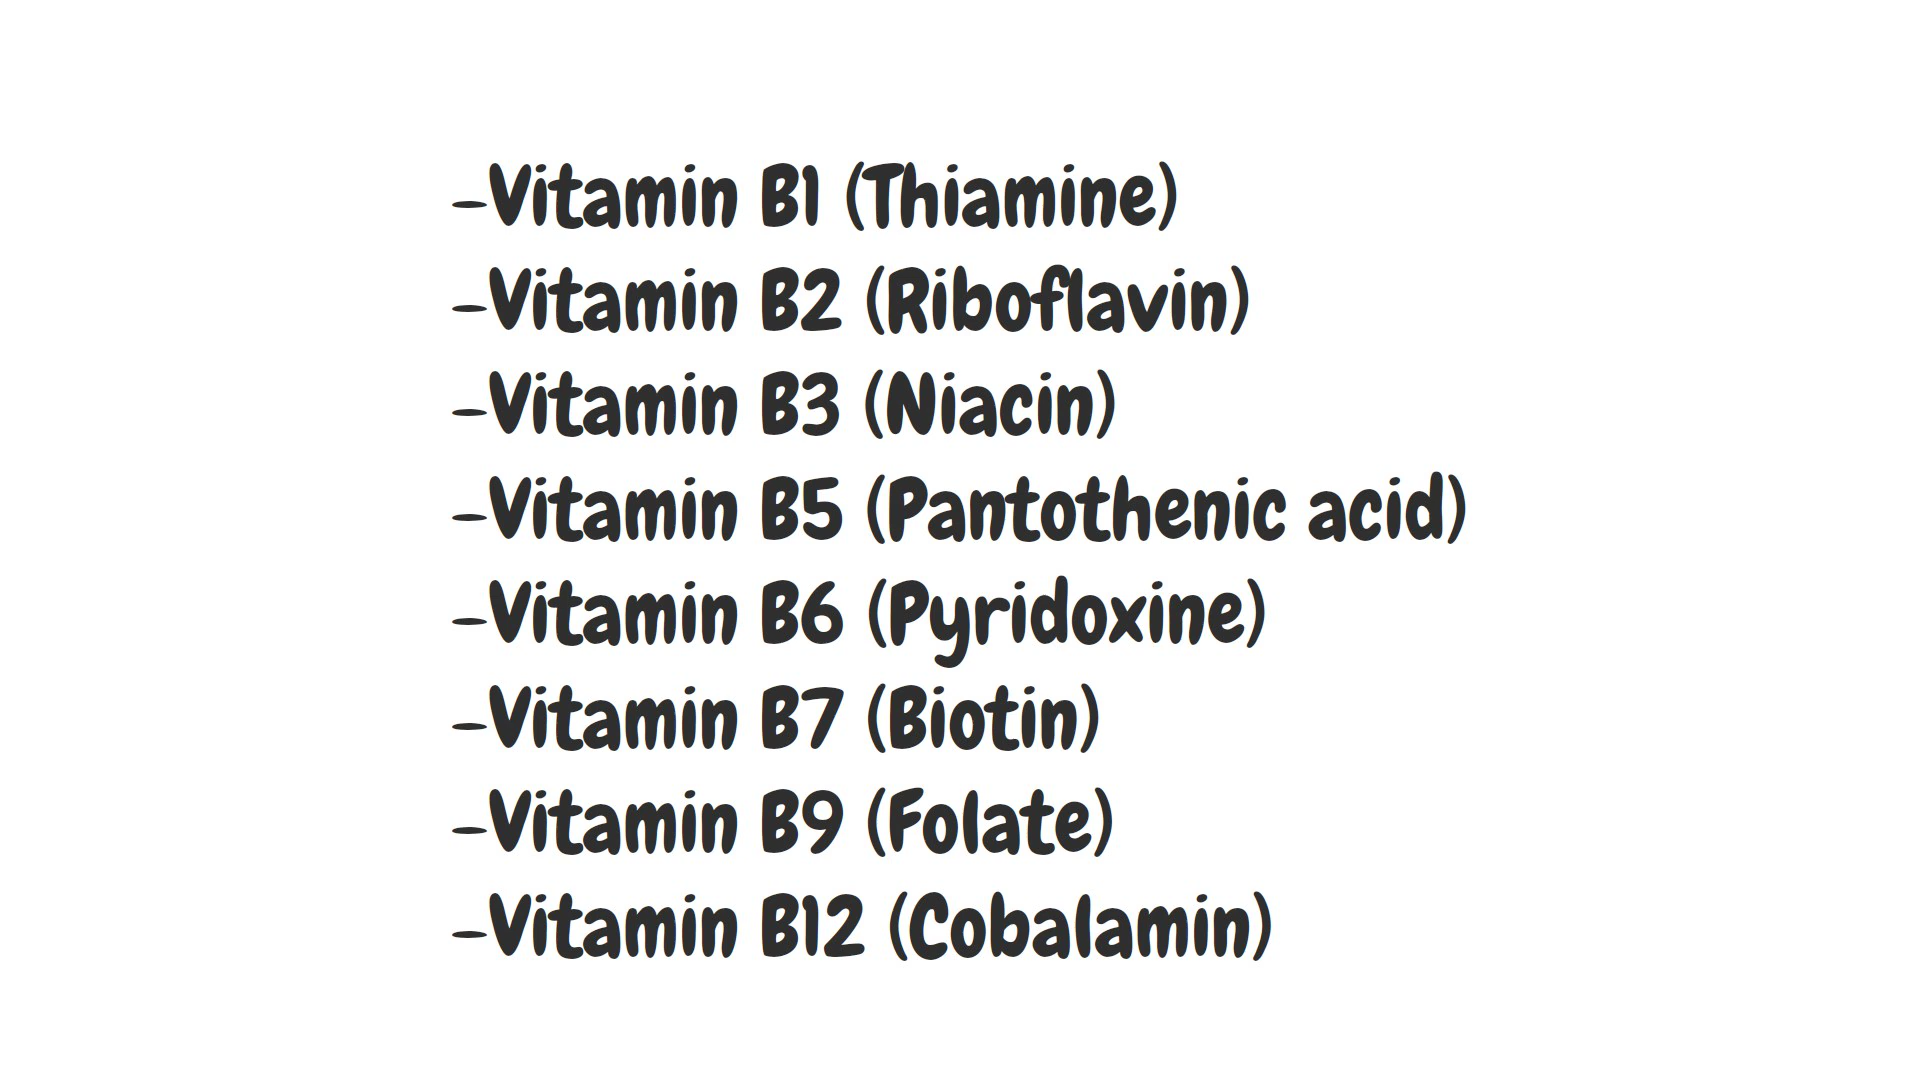 -Vitamin B1 (Thiamine)
-Vitamin B2 (Riboflavin)
-Vitamin B3 (Niacin)
-Vitamin B5 (Pantothenic acid)
-Vitamin B6 (Pyridoxine)
-Vitamin B7 (Biotin)
-Vitamin B9 (Folate)
-Vitamin B12 (Cobalamin)